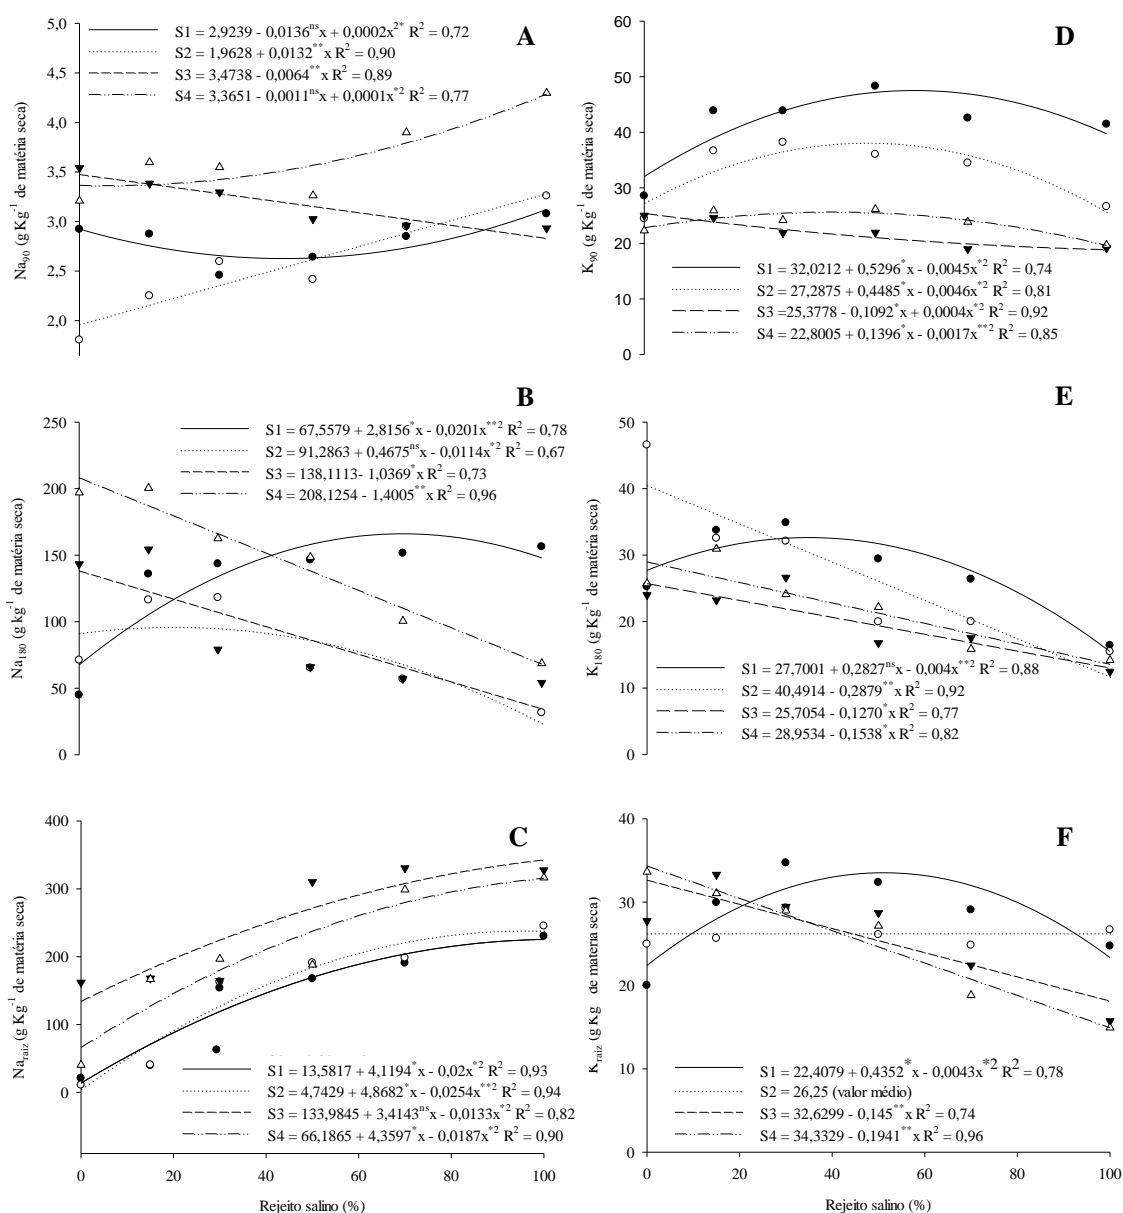 A
S1 = 2,9239 - 0,0136ⁿˢx + 0,0002x²* R² = 0,72
S2 = 1,9628 + 0,0132**x R² = 0,90
S3 = 3,4738 - 0,0064**x R² = 0,89
S4 = 3,3651 - 0,0011ⁿˢx + 0,0001x*² R² = 0,77
Na₉₀ (g Kg⁻¹ de matéria seca)
5,0
4,5
4,0
3,5
3,0
2,5
2,0
D
K₉₀ (g Kg⁻¹ de matéria seca)
60
50
40
30
20
10
0
S1 = 32,0212 + 0,5296*x - 0,0045x*² R² = 0,74
S2 = 27,2875 + 0,4485*x - 0,0046x*² R² = 0,81
S3 =25,3778 - 0,1092*x + 0,0004x*² R² = 0,92
S4 = 22,8005 + 0,1396*x - 0,0017x**² R² = 0,85
B
S1 = 67,5579 + 2,8156*x - 0,0201x**² R² = 0,78
S2 = 91,2863 + 0,4675ⁿˢx - 0,0114x*² R² = 0,67
S3 = 138,1113- 1,0369*x R² = 0,73
S4 = 208,1254 - 1,4005**x R² = 0,96
Na₁₈₀ (g kg⁻¹ de matéria seca)
250
200
150
100
50
0
E
K₁₈₀ (g Kg⁻¹ de matéria seca)
50
40
30
20
10
0
S1 = 27,7001 + 0,2827ⁿˢx - 0,004x**² R² = 0,88
S2 = 40,4914 - 0,2879**x R² = 0,92
S3 = 25,7054 - 0,1270*x R² = 0,77
S4 = 28,9534 - 0,1538*x R² = 0,82
C
Na raiz (g Kg⁻¹ de matéria seca)
400
300
200
100
0
S1 = 13,5817 + 4,1194*x - 0,02x*² R² = 0,93
S2 = 4,7429 + 4,8682*x - 0,0254x**² R² = 0,94
S3 = 133,9845 + 3,4143ⁿˢx - 0,0133x*² R² = 0,82
S4 = 66,1865 + 4,3597*x - 0,0187x*² R² = 0,90
0 20 40 60 80 100
Rejeito salino (%)
F
K raiz (g Kg de matéria seca)
40
30
20
10
0
S1 = 22,4079 + 0,4352*x - 0,0043x*² R² = 0,78
S2 = 26,25 (valor médio)
S3 = 32,6299 - 0,145**x R² = 0,74
S4 = 34,3329 - 0,1941**x R² = 0,96
0 20 40 60 80 100
Rejeito salino (%)